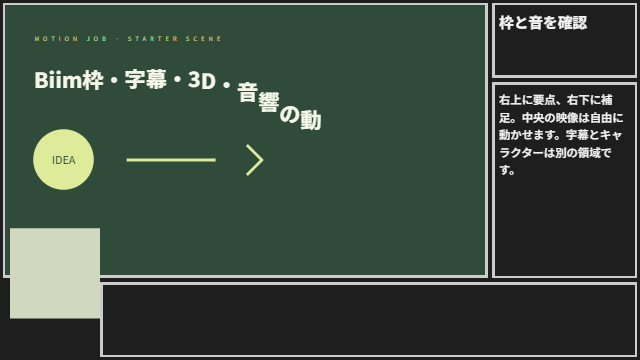 MOTION JOB · STARTER SCENE
Biim枠・字幕・3D・音響の動
IDEA
枠と音を確認
右上に要点、右下に補
足。中央の映像は自由に
動かせます。字幕とキャ
ラクターは別の領域で
す。